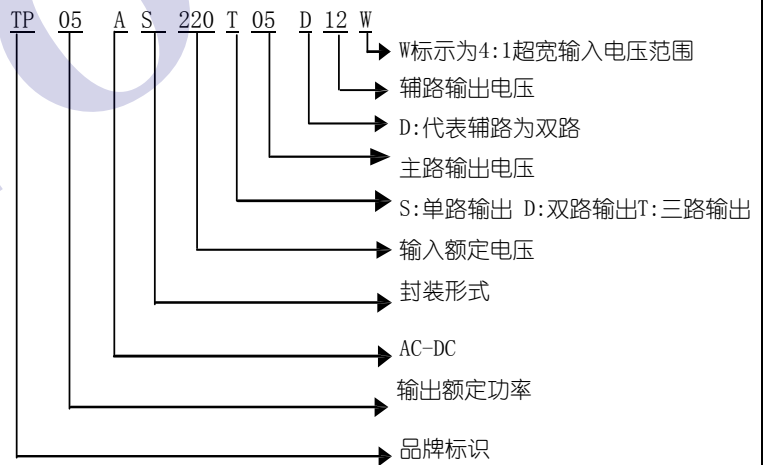 TP 05 A S 220 T 05 D 12 W
W标示为4:1超宽输入电压范围
辅路输出电压
D:代表辅路为双路
主路输出电压
S:单路输出 D:双路输出T:三路输出
输入额定电压
封装形式
AC-DC
输出额定功率
品牌标识